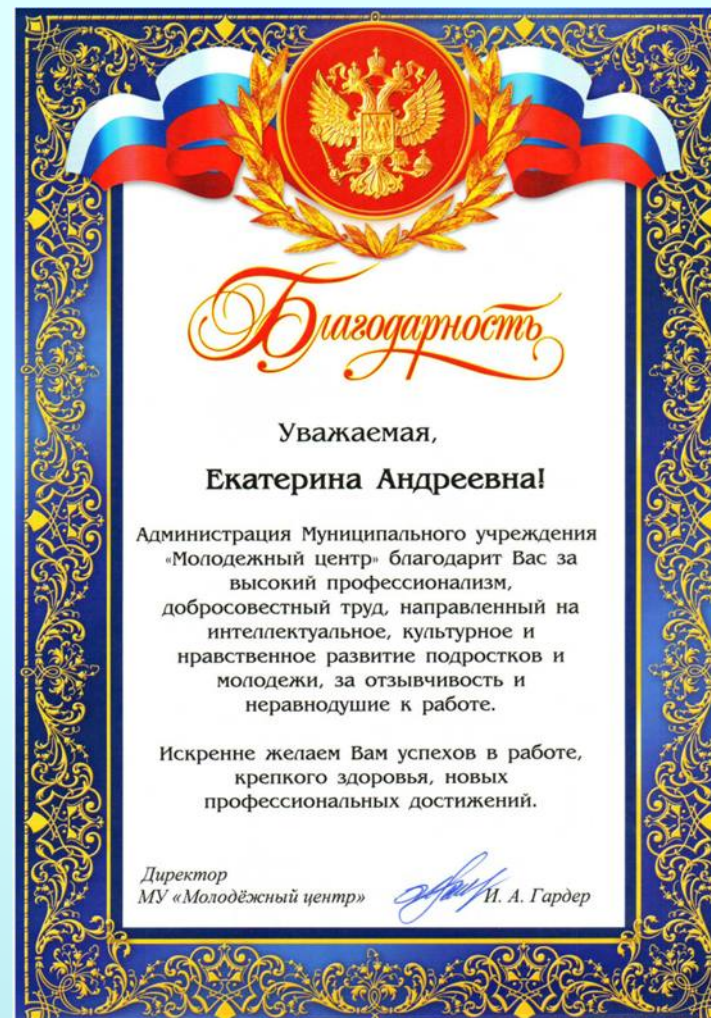 Благодарность
Уважаемая,
Екатерина Андреевна!
Администрация Муниципального учреждения
«Молодежный центр» благодарит Вас за
высокий профессионализм,
добросовестный труд, направленный на
интеллектуальное, культурное и
нравственное развитие подростков и
молодежи, за отзывчивость и
неравнодушие к работе.
Искренне желаем Вам успехов в работе,
крепкого здоровья, новых
профессиональных достижений.
Директор
МУ «Молодёжный центр» И. А. Гардер